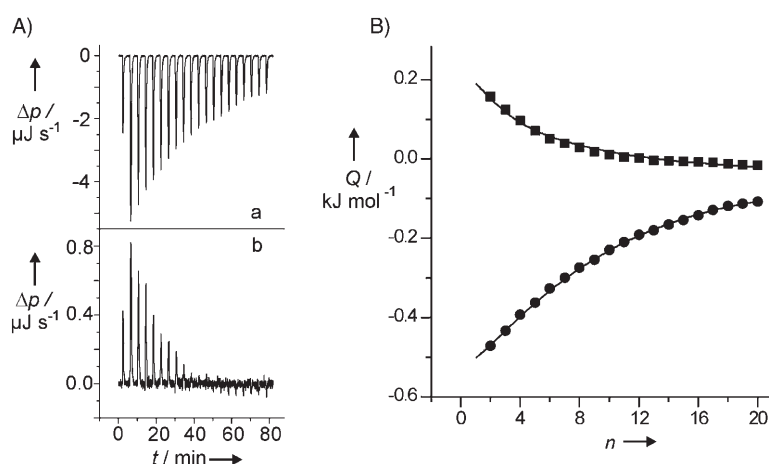 A)
0
-2
-4
Δp /
µJ s⁻¹
a
0.8
0.4
0.0
Δp /
µJ s⁻¹
b
0 20 40 60 80
t / min
B)
0.2
0.0
-0.2
-0.4
-0.6
Q /
kJ mol⁻¹
0 4 8 12 16 20
n